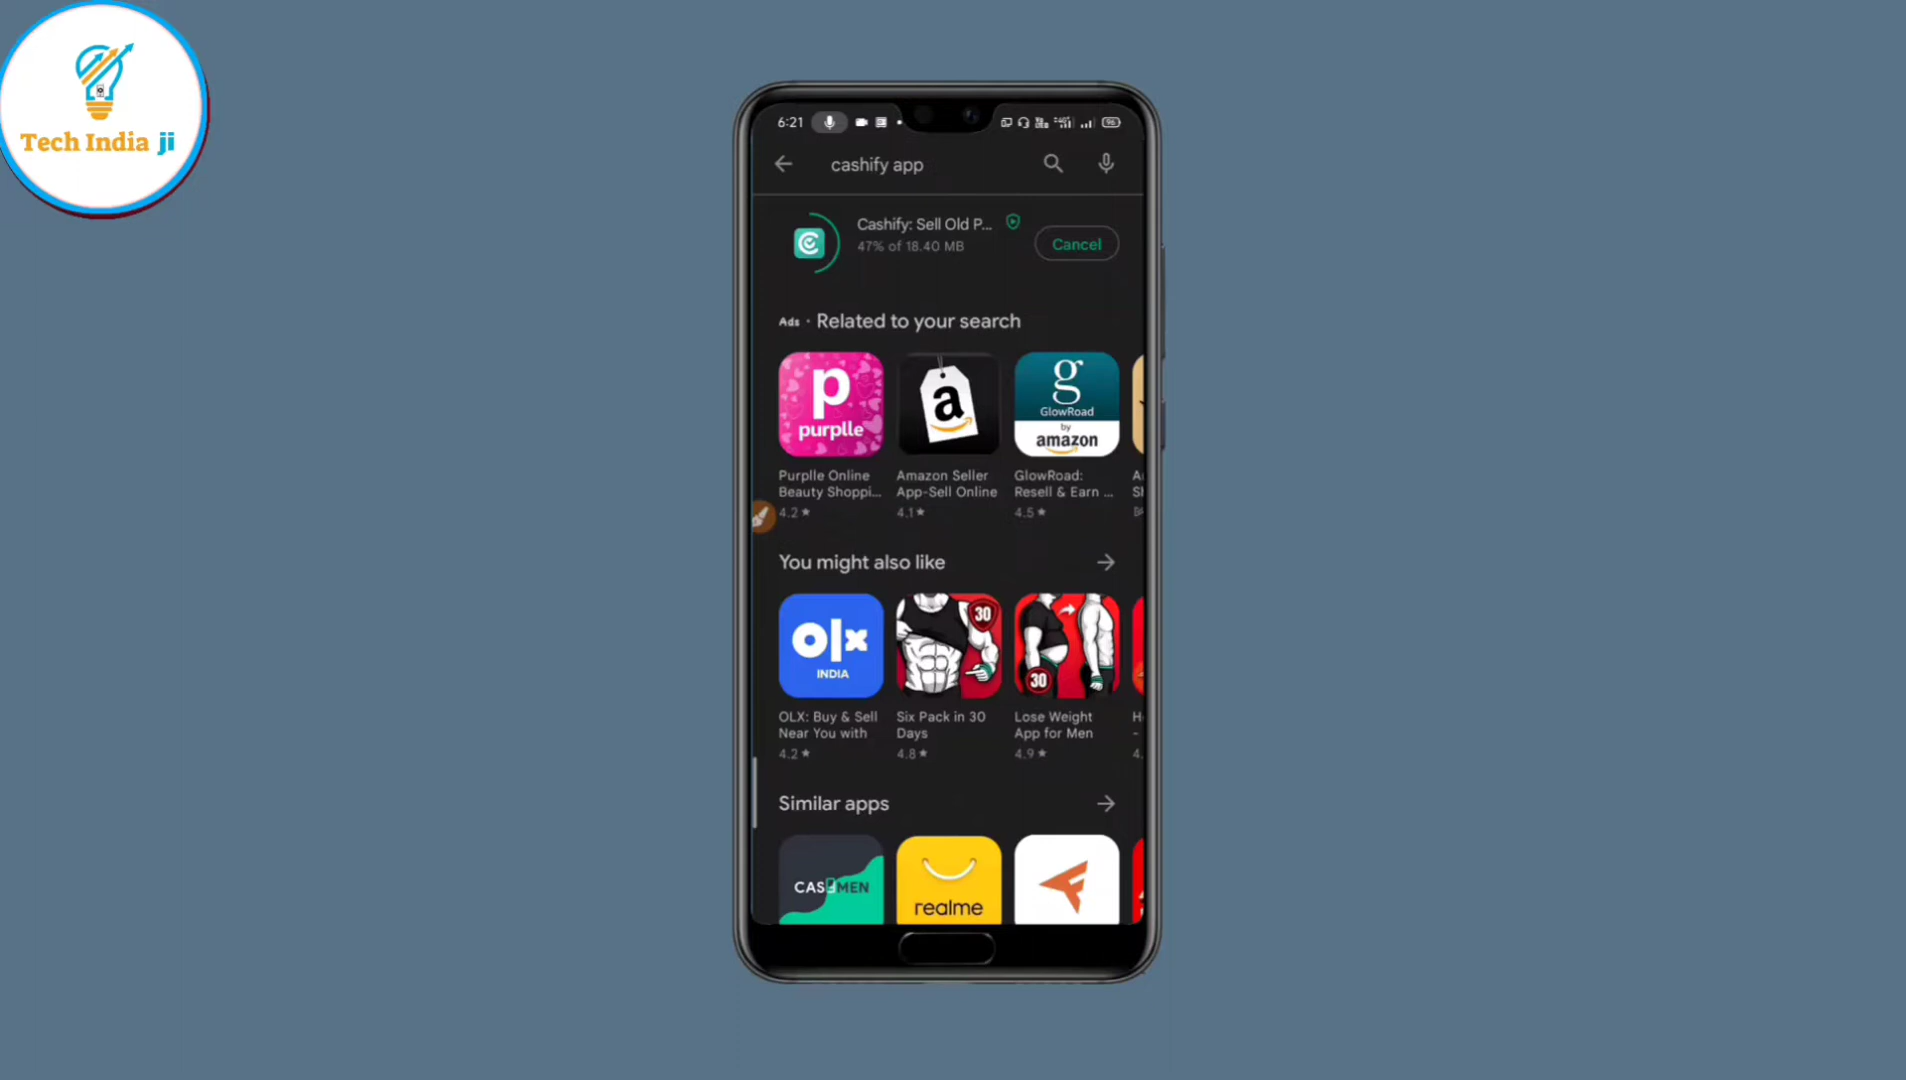 Tech India ji
6:21
96
cashify app
Cashify: Sell Old P...
47% of 18.40 MB
Cancel
Ads · Related to your search
p
purplle
a
g
GlowRoad
by
amazon
Purplle Online
Beauty Shoppi...
4.2★
Amazon Seller
App-Sell Online
4.1★
GlowRoad:
Resell & Earn ...
4.5★
You might also like
olx
INDIA
30
30
OLX: Buy & Sell
Near You with
4.2★
Six Pack in 30
Days
4.8★
Lose Weight
App for Men
4.9★
Similar apps
realme